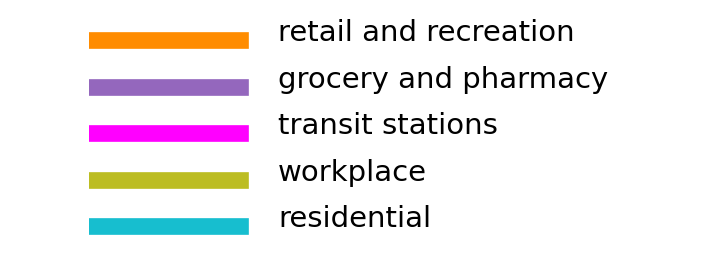 retail and recreation
grocery and pharmacy
transit stations
workplace
residential